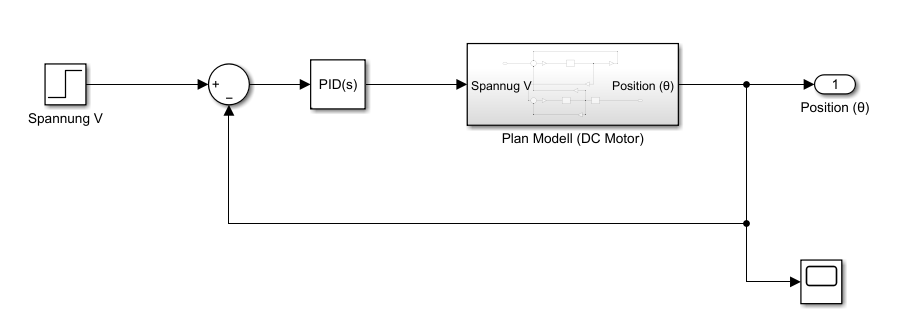 Spannung V
+
−
PID(s)
Spannug V
Position (θ)
Plan Modell (DC Motor)
1
Position (θ)